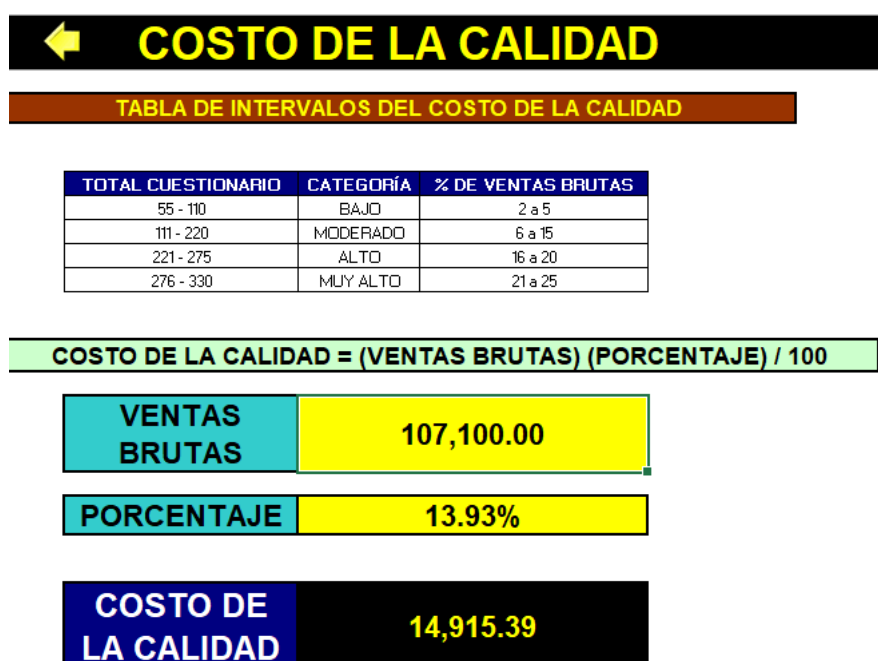 COSTO DE LA CALIDAD
TABLA DE INTERVALOS DEL COSTO DE LA CALIDAD
TOTAL CUESTIONARIO CATEGORÍA % DE VENTAS BRUTAS
55 - 110 BAJO 2 a 5
111 - 220 MODERADO 6 a 15
221 - 275 ALTO 16 a 20
276 - 330 MUY ALTO 21 a 25
COSTO DE LA CALIDAD = (VENTAS BRUTAS) (PORCENTAJE) / 100
VENTAS
BRUTAS
107,100.00
PORCENTAJE 13.93%
COSTO DE
LA CALIDAD
14,915.39